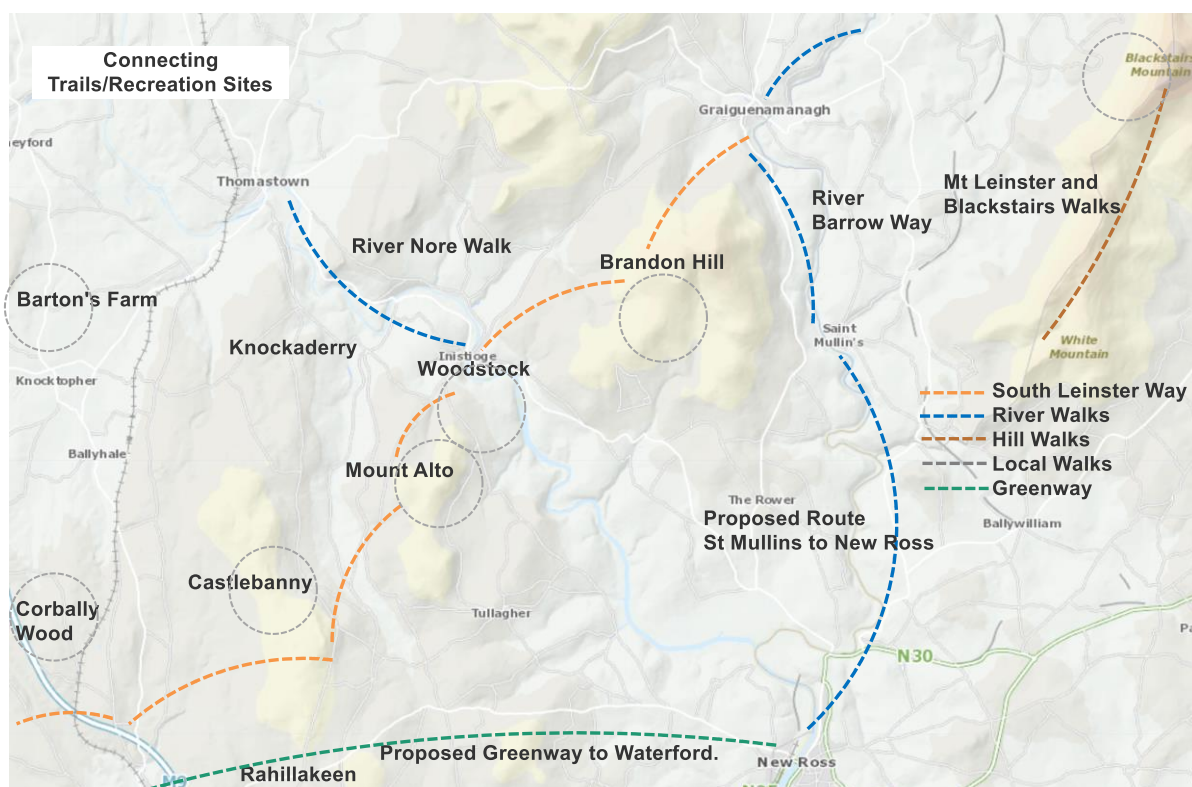 Connecting
Trails/Recreation Sites
Blackstairs
Mountain
Graiguenamanagh
eyford
Thomastown
Mt Leinster and
Blackstairs Walks
River
Barrow Way
River Nore Walk
Brandon Hill
Barton's Farm
Saint
Mullin's
Knockaderry
White
Mountain
Inistioge
Woodstock
Knocktopher
South Leinster Way
River Walks
Hill Walks
Local Walks
Greenway
Ballyhale
Mount Alto
The Rower
Proposed Route
St Mullins to New Ross
Ballywilliam
Castlebanny
Corbally
Wood
Tullagher
Pa
N30
Proposed Greenway to Waterford.
New Ross
Rahillakeen
M9